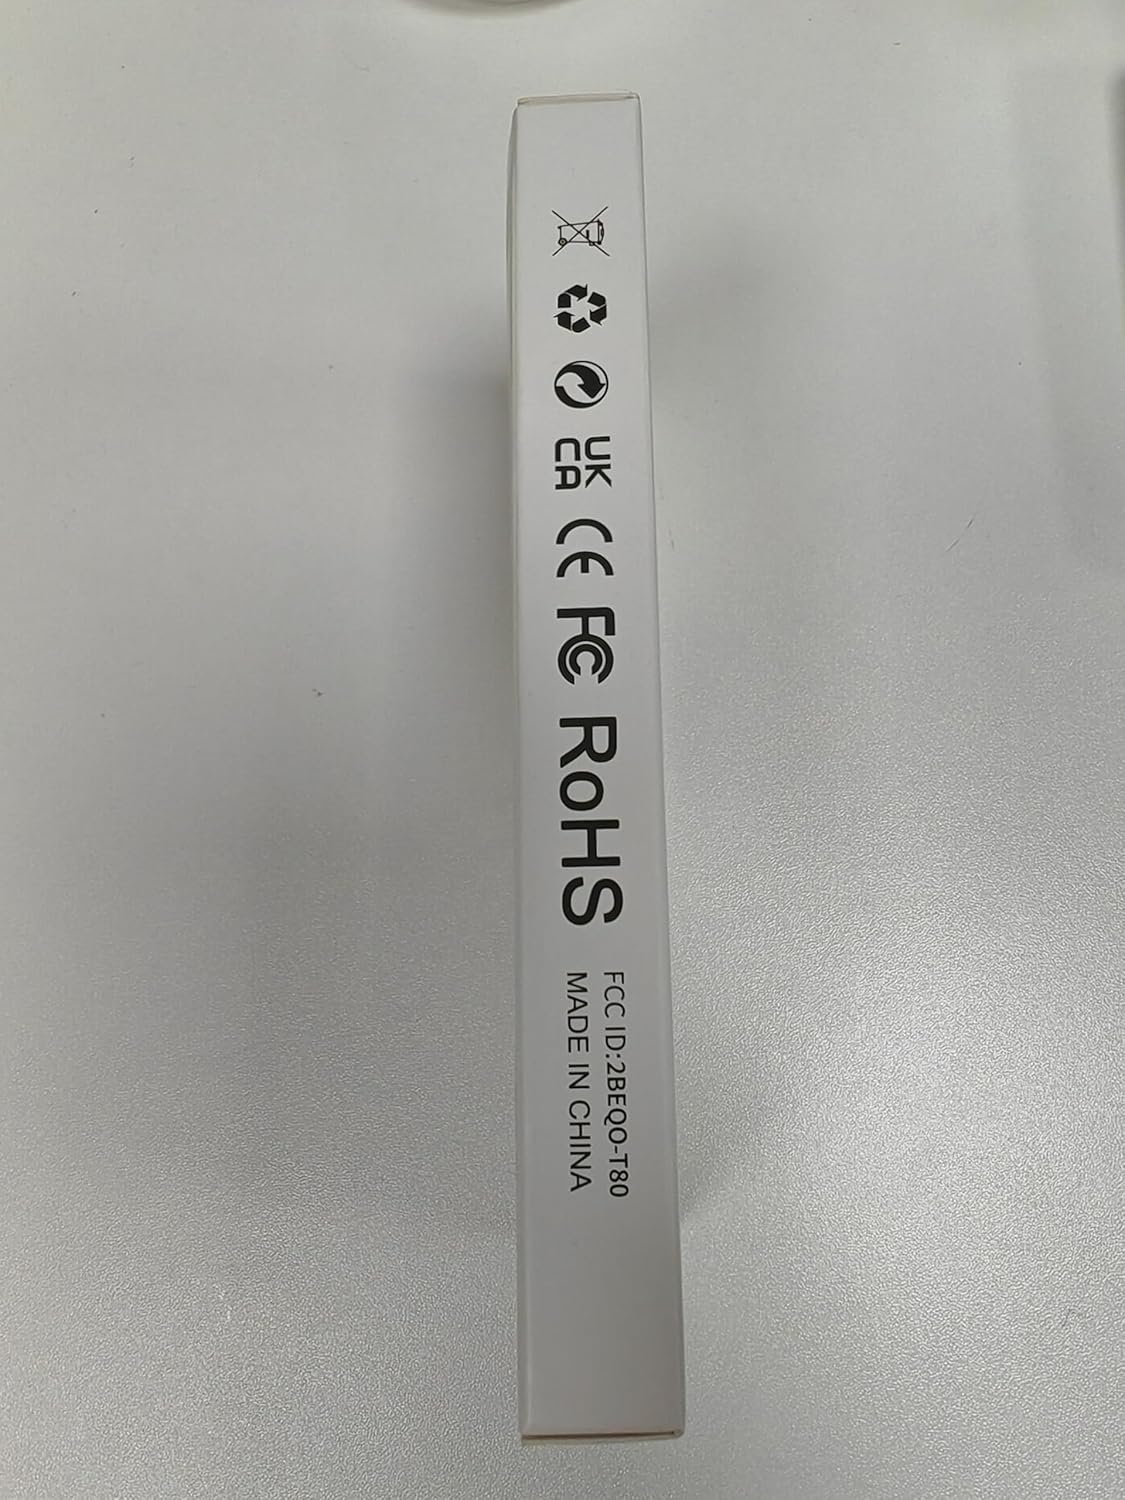 UK
CA
CE
FC
RoHS
FCC ID:2BEQO-T80
MADE IN CHINA